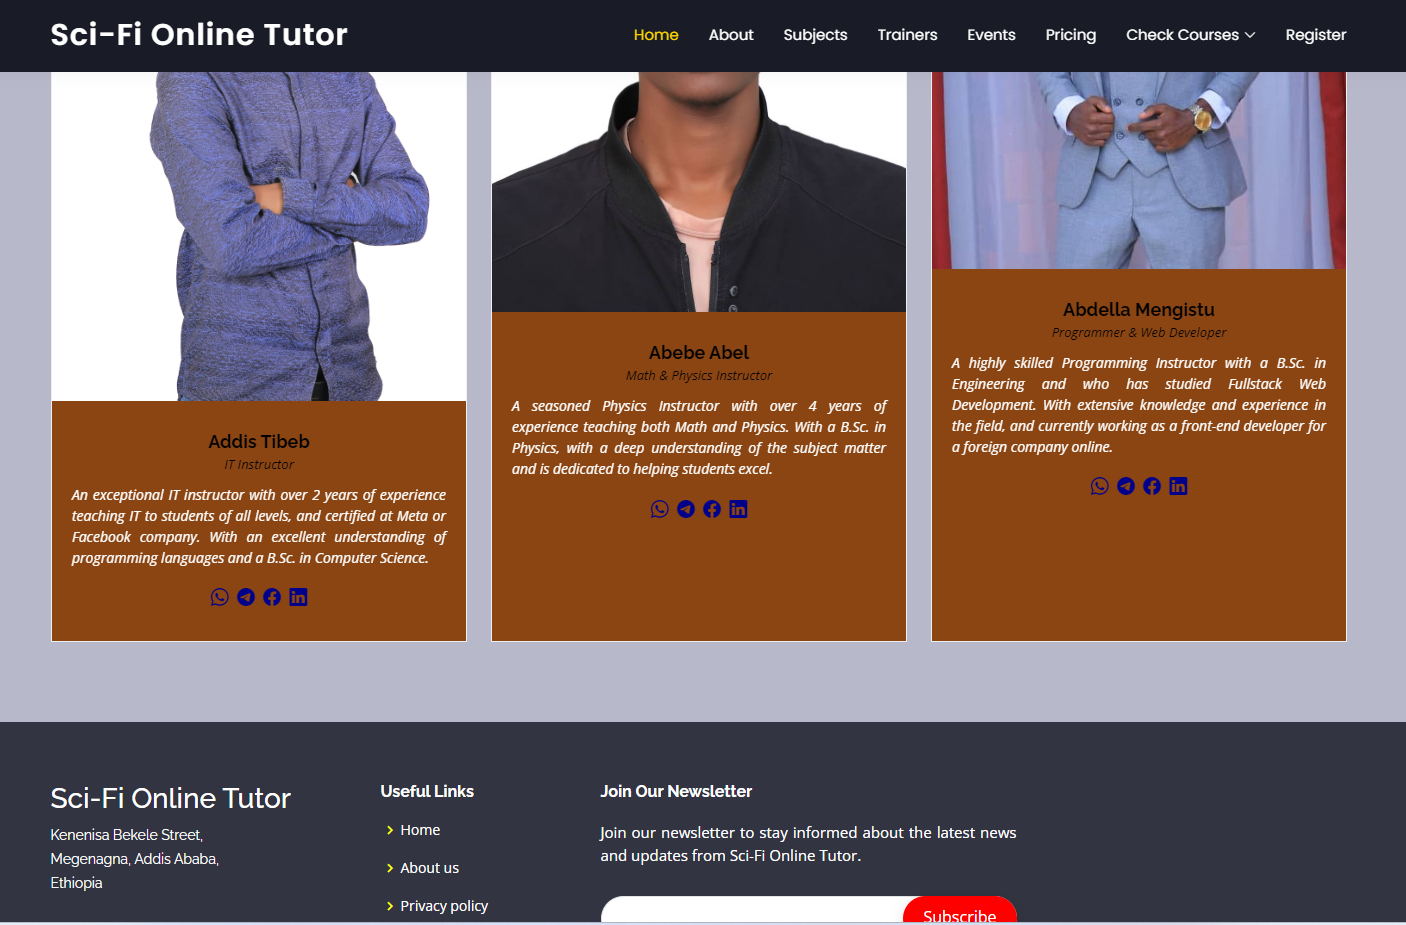 Sci-Fi Online Tutor
Home About Subjects Trainers Events Pricing Check Courses Register
Addis Tibeb
IT Instructor
An exceptional IT instructor with over 2 years of experience
teaching IT to students of all levels, and certified at Meta or
Facebook company. With an excellent understanding of
programming languages and a B.Sc. in Computer Science.
Abebe Abel
Math & Physics Instructor
A seasoned Physics Instructor with over 4 years of
experience teaching both Math and Physics. With a B.Sc. in
Physics, with a deep understanding of the subject matter
and is dedicated to helping students excel.
Abdella Mengistu
Programmer & Web Developer
A highly skilled Programming Instructor with a B.Sc. in
Engineering and who has studied Fullstack Web
Development. With extensive knowledge and experience in
the field, and currently working as a front-end developer for
a foreign company online.
Sci-Fi Online Tutor
Kenenisa Bekele Street,
Megenagna, Addis Ababa,
Ethiopia
Useful Links
Home
About us
Privacy policy
Join Our Newsletter
Join our newsletter to stay informed about the latest news
and updates from Sci-Fi Online Tutor.
Subscribe